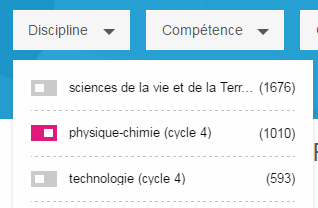 Discipline Compétence
sciences de la vie et de la Terr... (1676)
physique-chimie (cycle 4) (1010)
technologie (cycle 4) (593)